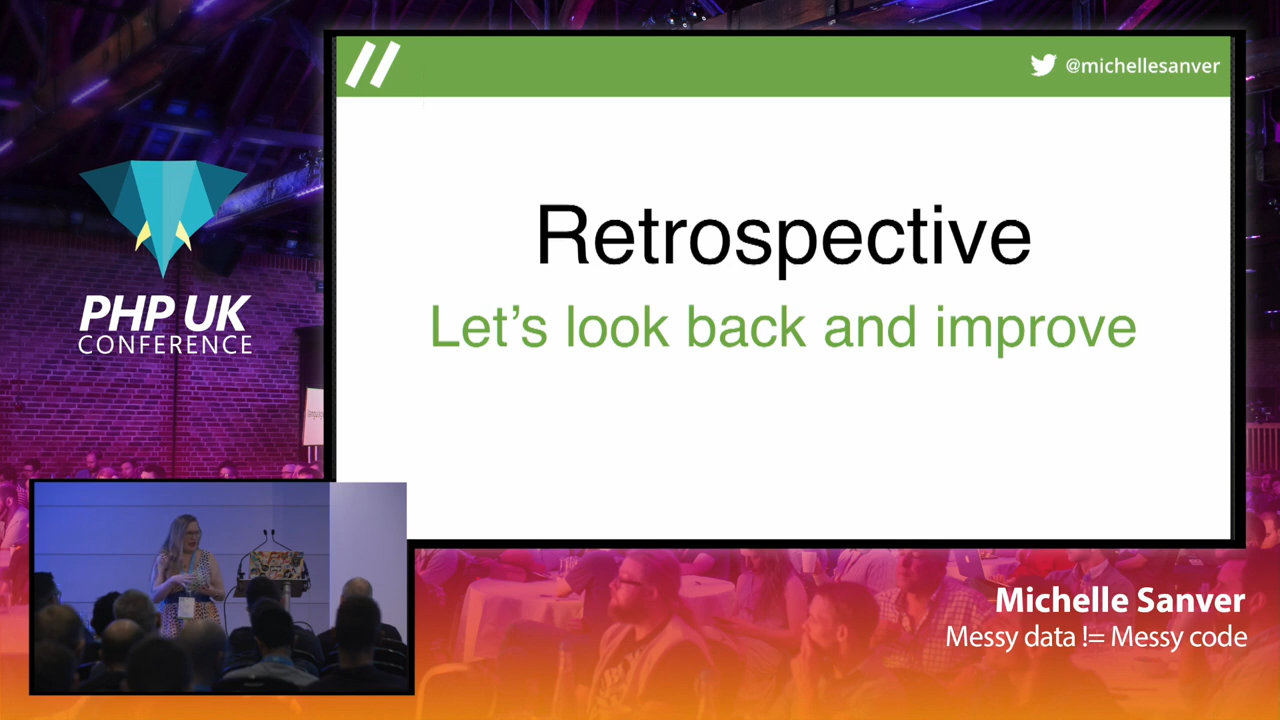 // @michellesanver
Retrospective
Let's look back and improve
PHP UK
CONFERENCE
Michelle Sanver
Messy data != Messy code